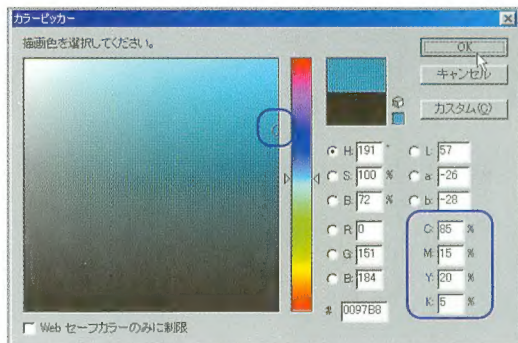 カラーピッカー
描画色を選択してください。
OK
キャンセル
カスタム(C)
H: 191 °
S: 100 %
B: 72 %
R: 0
G: 151
B: 184
# 0097B8
L: 57
a: -26
b: -28
C: 85 %
M: 15 %
Y: 20 %
K: 5 %
Web セーフカラーのみに制限